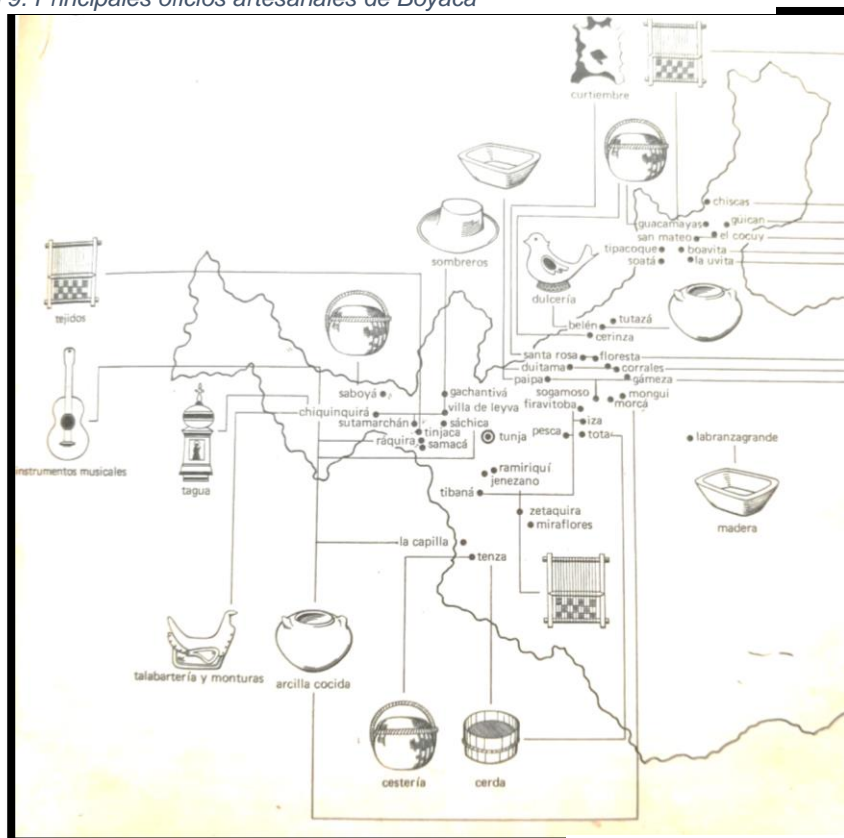 9. Principales oficios artesanales de Boyacá
curtiembre
sombreros
chiscas
guacamayas
guican
san mateo
el cocuy
tipacoque
boavita
soatá
la uvita
dulcería
tejidos
tutazá
belén
cerinza
santa rosa
floresta
duitama
corrales
paipa
gámeza
saboyá
gachantivá
sogamoso
mongui
chiquinquirá
villa de leyva
firavitoba
morcá
sutamarchán
sáchica
iza
tinjaca
tunja
pesca
tota
ráquira
samacá
labranzagrande
instrumentos musicales
tagua
ramiriquí
jenezano
tibaná
zetaquira
madera
miraflores
la capilla
tenza
talabartería y monturas
arcilla cocida
cestería
cerda